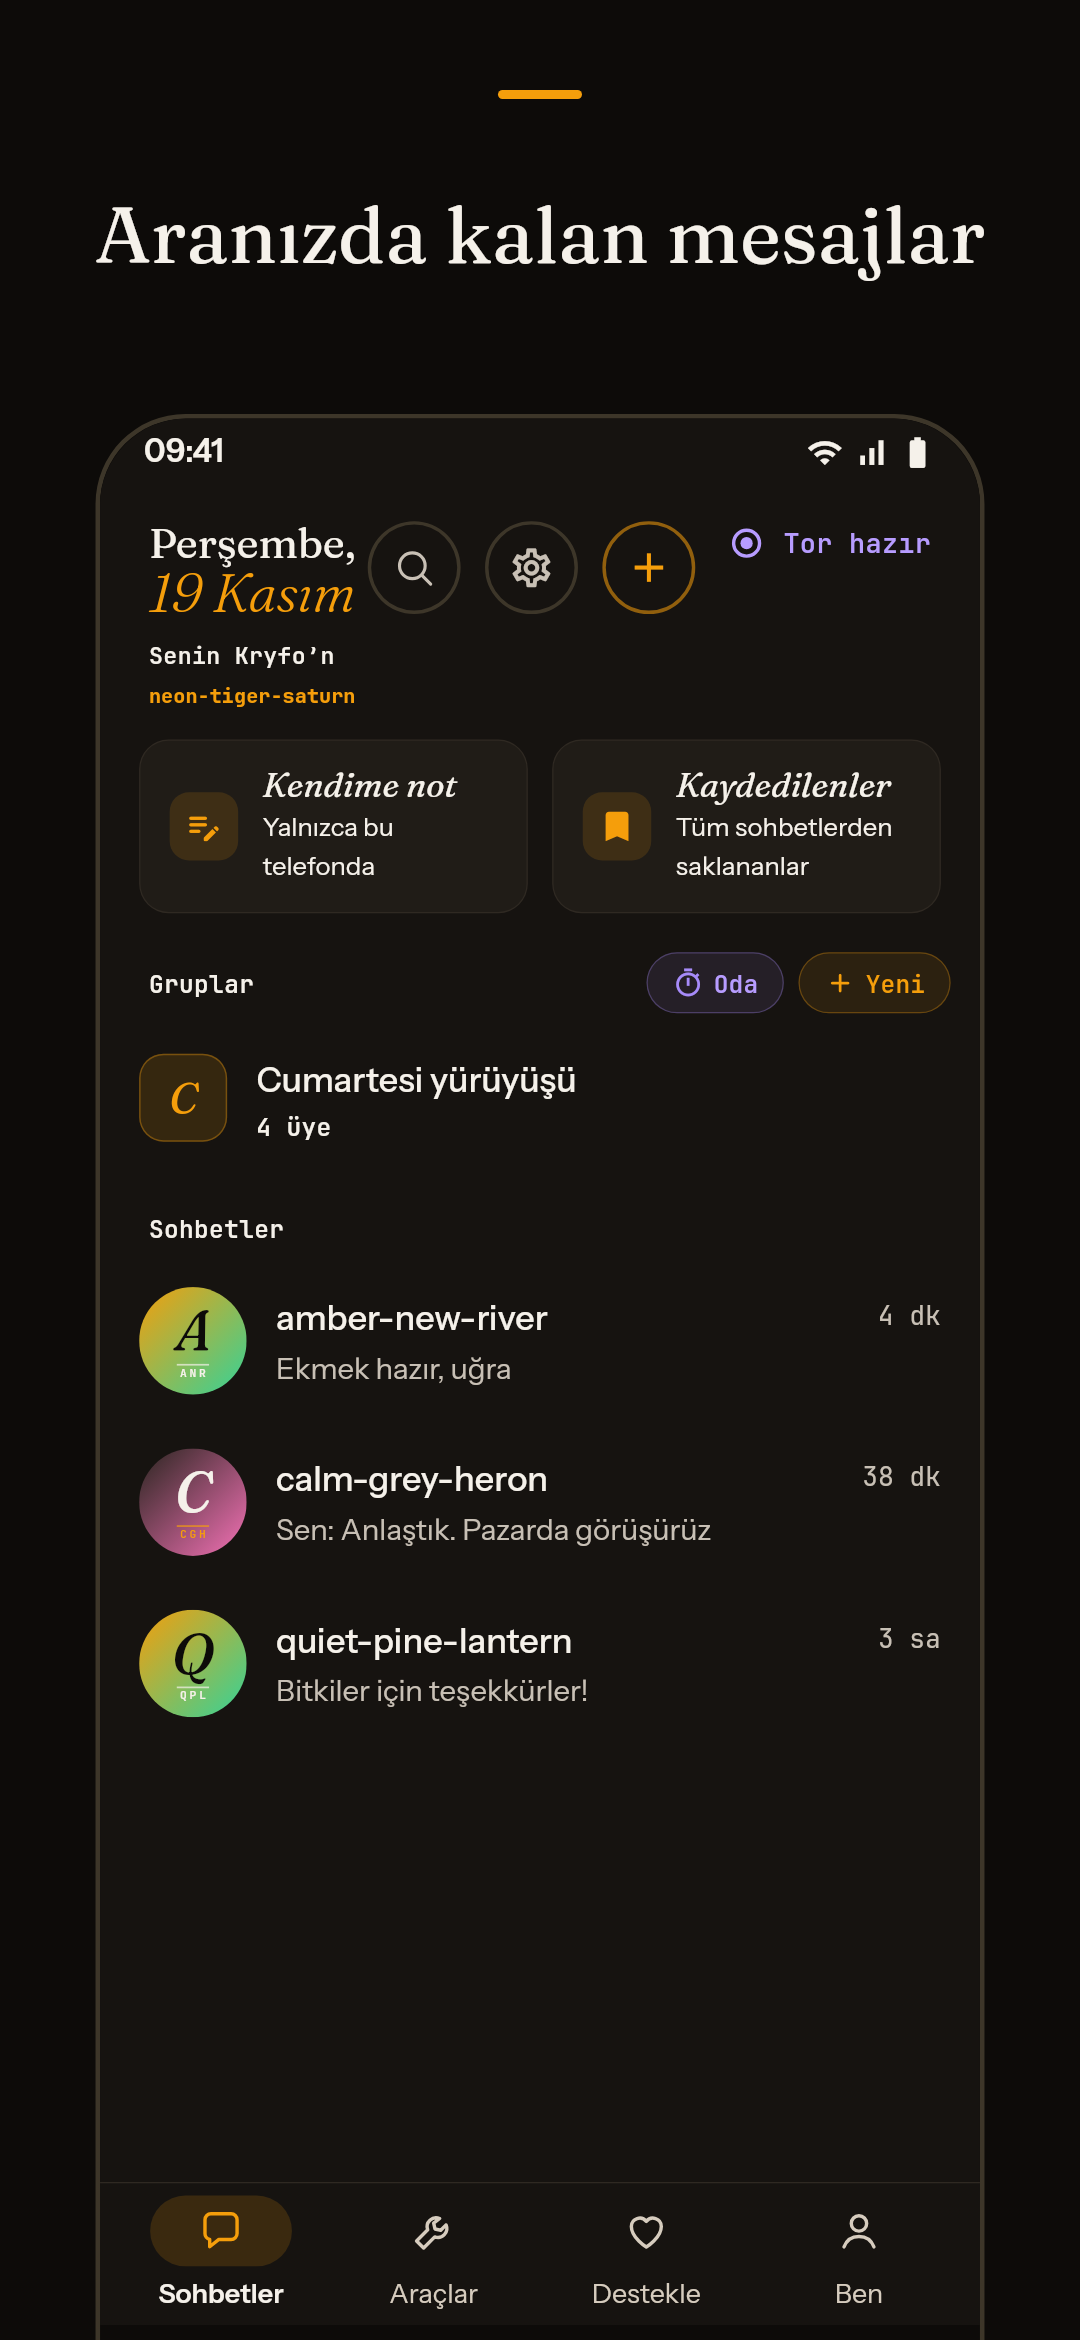 Aranızda kalan mesajlar
09:41
Perşembe,
19 Kasım
Tor hazır
Senin Kryfo’n
neon-tiger-saturn
Kendime not
Yalnızca bu
telefonda
Kaydedilenler
Tüm sohbetlerden
saklananlar
Gruplar
Oda
Yeni
C
Cumartesi yürüyüşü
4 üye
Sohbetler
A
ANR
amber-new-river
4 dk
Ekmek hazır, uğra
C
CGH
calm-grey-heron
38 dk
Sen: Anlaştık. Pazarda görüşürüz
Q
QPL
quiet-pine-lantern
3 sa
Bitkiler için teşekkürler!
Sohbetler
Araçlar
Destekle
Ben